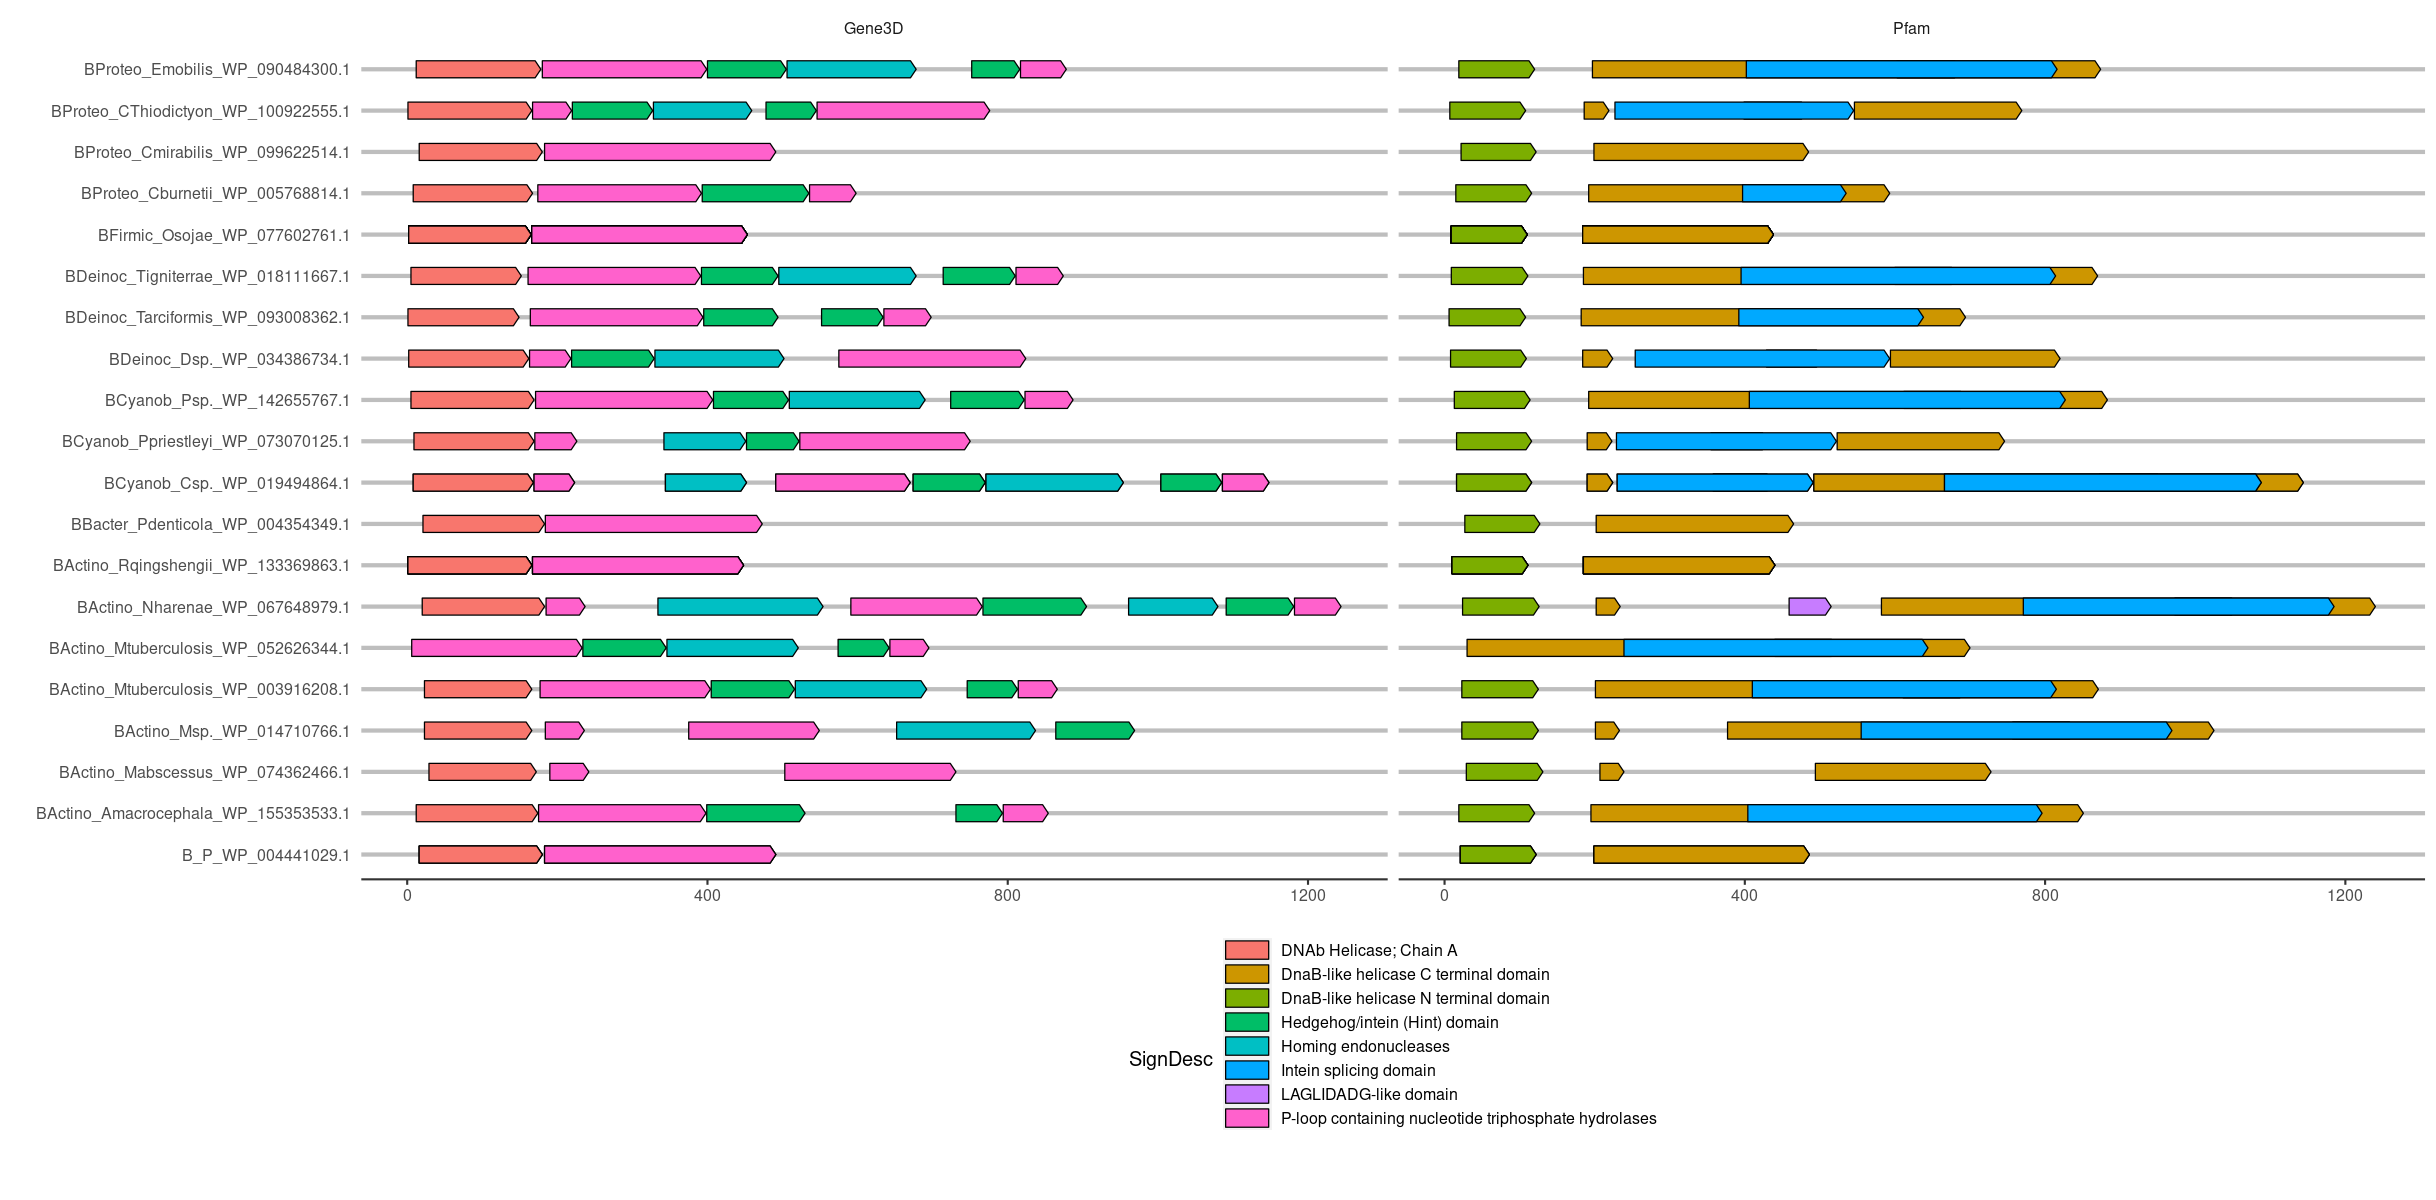 Gene3D
Pfam
BProteo_Emobilis_WP_090484300.1
BProteo_CThiodictyon_WP_100922555.1
BProteo_Cmirabilis_WP_099622514.1
BProteo_Cburnetii_WP_005768814.1
BFirmic_Osojae_WP_077602761.1
BDeinoc_Tigniterrae_WP_018111667.1
BDeinoc_Tarciformis_WP_093008362.1
BDeinoc_Dsp._WP_034386734.1
BCyanob_Psp._WP_142655767.1
BCyanob_Ppriestleyi_WP_073070125.1
BCyanob_Csp._WP_019494864.1
BBacter_Pdenticola_WP_004354349.1
BActino_Rqingshengii_WP_133369863.1
BActino_Nharenae_WP_067648979.1
BActino_Mtuberculosis_WP_052626344.1
BActino_Mtuberculosis_WP_003916208.1
BActino_Msp._WP_014710766.1
BActino_Mabscessus_WP_074362466.1
BActino_Amacrocephala_WP_155353533.1
B_P_WP_004441029.1
0 400 800 1200
0 400 800 1200
SignDesc
DNAb Helicase; Chain A
DnaB-like helicase C terminal domain
DnaB-like helicase N terminal domain
Hedgehog/intein (Hint) domain
Homing endonucleases
Intein splicing domain
LAGLIDADG-like domain
P-loop containing nucleotide triphosphate hydrolases